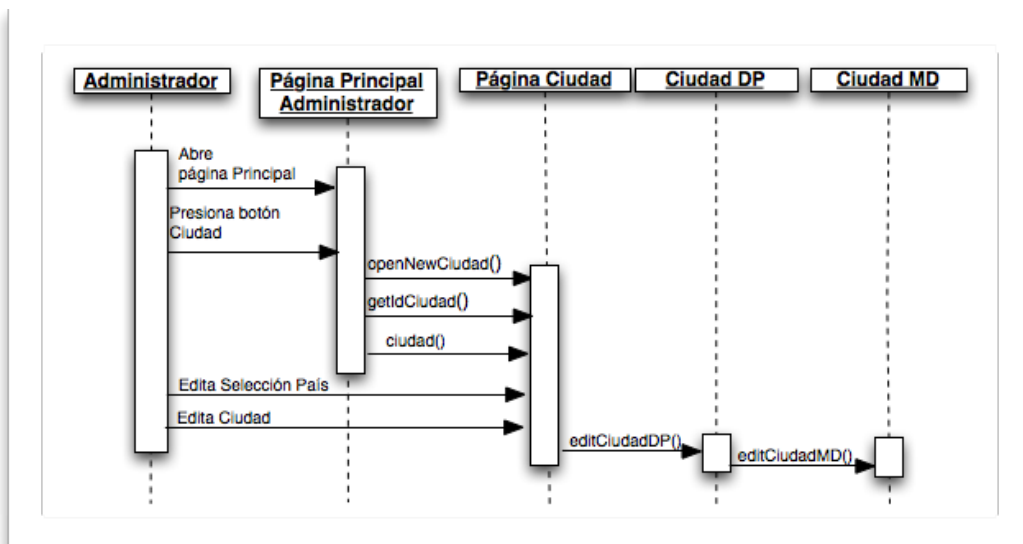 Administrador
Página Principal
Administrador
Página Ciudad
Ciudad DP
Ciudad MD
Abre
página Principal
Presiona botón
Ciudad
openNewCiudad()
getIdCiudad()
ciudad()
Edita Selección País
Edita Ciudad
editCiudadDP()
editCiudadMD()